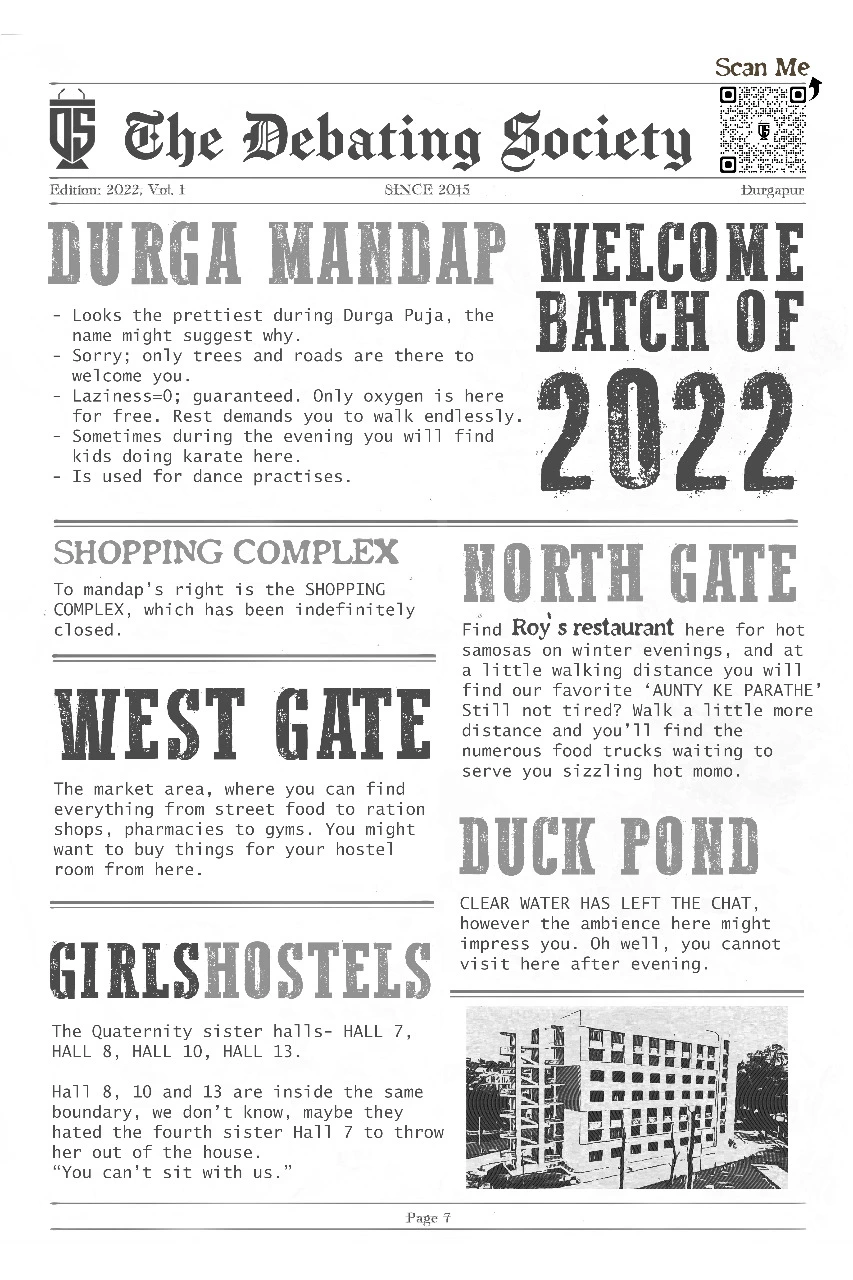 Scan Me
DS
The Debating Society
Edition: 2022, Vol. 1
SINCE 2015
Durgapur
DURGA MANDAP
- Looks the prettiest during Durga Puja, the
name might suggest why.
- Sorry; only trees and roads are there to
welcome you.
- Laziness=0; guaranteed. Only oxygen is here
for free. Rest demands you to walk endlessly.
- Sometimes during the evening you will find
kids doing karate here.
- Is used for dance practises.
WELCOME
BATCH OF
2022
SHOPPING COMPLEX
To mandap's right is the SHOPPING
COMPLEX, which has been indefinitely
closed.
WEST GATE
The market area, where you can find
everything from street food to ration
shops, pharmacies to gyms. You might
want to buy things for your hostel
room from here.
GIRLSHOSTELS
The Quaternity sister halls- HALL 7,
HALL 8, HALL 10, HALL 13.
Hall 8, 10 and 13 are inside the same
boundary, we don't know, maybe they
hated the fourth sister Hall 7 to throw
her out of the house.
“You can't sit with us.”
NORTH GATE
Find Roy's restaurant here for hot
samosas on winter evenings, and at
a little walking distance you will
find our favorite ‘AUNTY KE PARATHE’
Still not tired? Walk a little more
distance and you'll find the
numerous food trucks waiting to
serve you sizzling hot momo.
DUCK POND
CLEAR WATER HAS LEFT THE CHAT,
however the ambience here might
impress you. Oh well, you cannot
visit here after evening.
Page 7